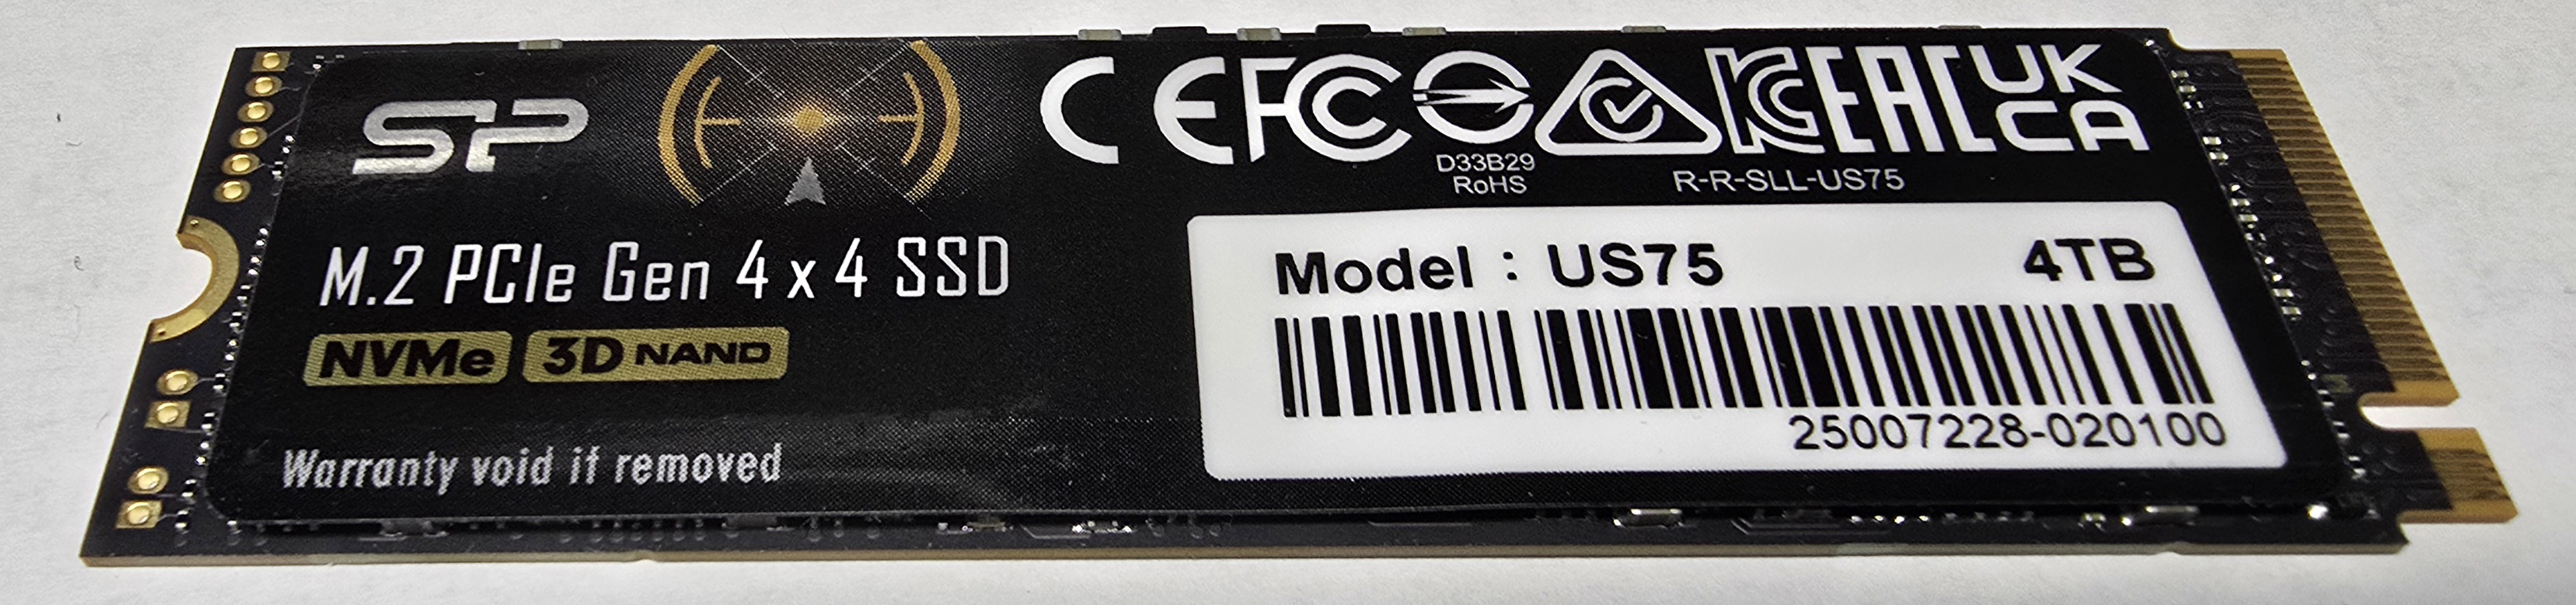 SP
CE FC
D33B29
RoHS
R-R-SLL-US75
EAC
UK
CA
M.2 PCIe Gen 4 x 4 SSD
NVMe 3D NAND
Warranty void if removed
Model : US75 4TB
25007228-020100